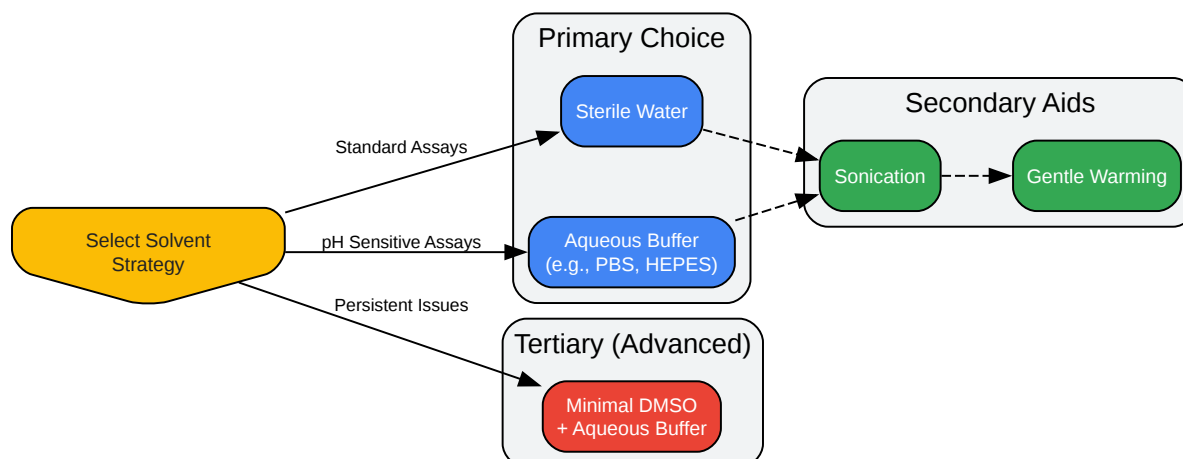 Primary Choice
Sterile Water
Secondary Aids
Standard Assays
Sonication
Gentle Warming
Select Solvent
Strategy
pH Sensitive Assays
Aqueous Buffer
(e.g., PBS, HEPES)
Persistent Issues
Tertiary (Advanced)
Minimal DMSO
+ Aqueous Buffer